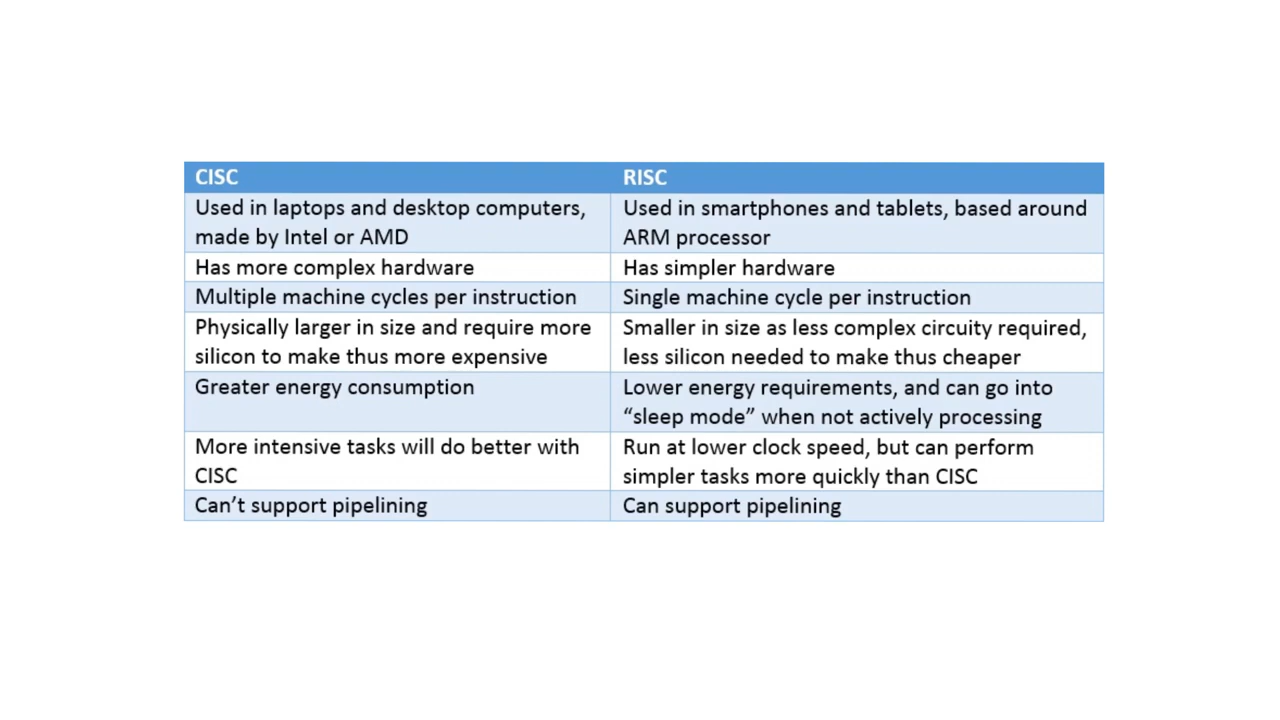 CISC
RISC
Used in laptops and desktop computers,
made by Intel or AMD
Used in smartphones and tablets, based around
ARM processor
Has more complex hardware
Has simpler hardware
Multiple machine cycles per instruction
Single machine cycle per instruction
Physically larger in size and require more
silicon to make thus more expensive
Smaller in size as less complex circuity required,
less silicon needed to make thus cheaper
Greater energy consumption
Lower energy requirements, and can go into
“sleep mode” when not actively processing
More intensive tasks will do better with
CISC
Run at lower clock speed, but can perform
simpler tasks more quickly than CISC
Can’t support pipelining
Can support pipelining